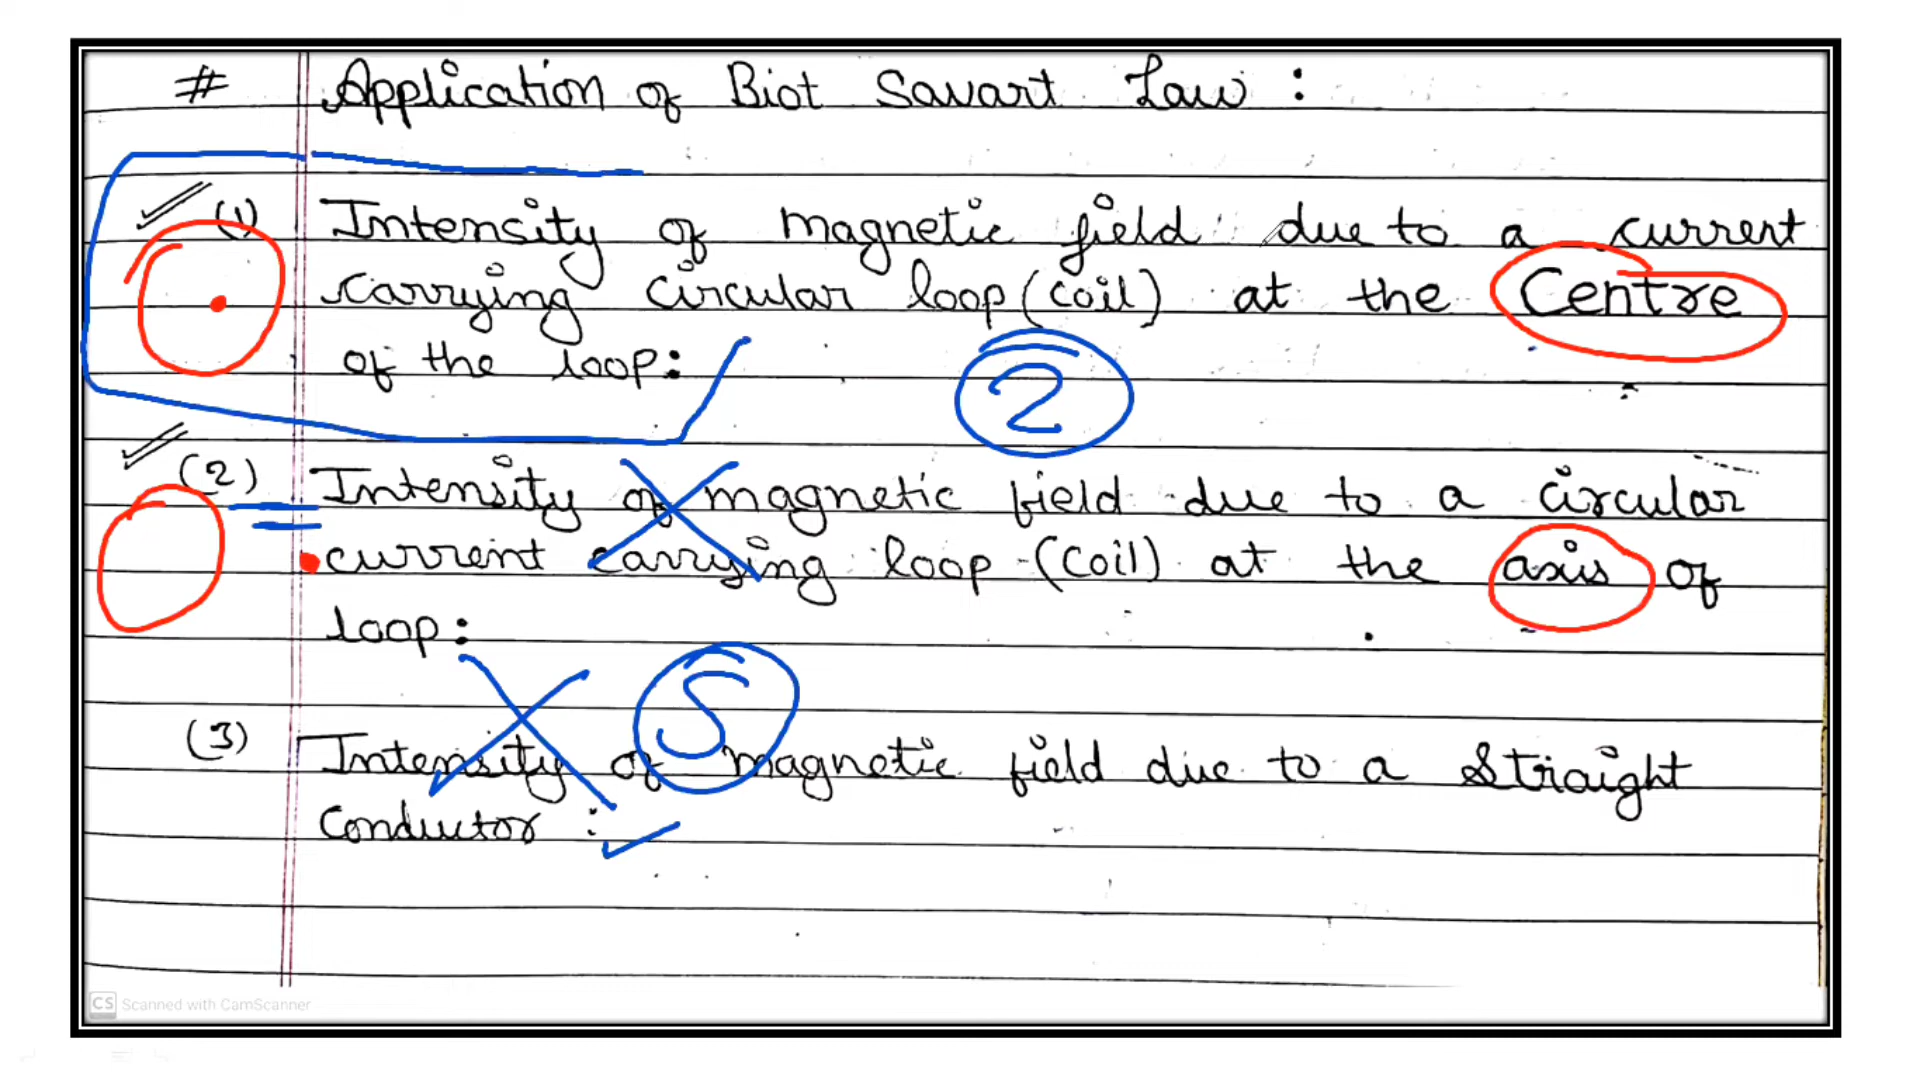 # Application of Biot Savart Law :
(1) Intensity of magnetic field due to a current
carrying circular loop (coil) at the Centre
of the loop:
2
(2) Intensity of magnetic field due to a circular
current carrying loop (coil) at the axis of
loop:
5
(3) Intensity of magnetic field due to a straight
Conductor :
CS Scanned with CamScanner